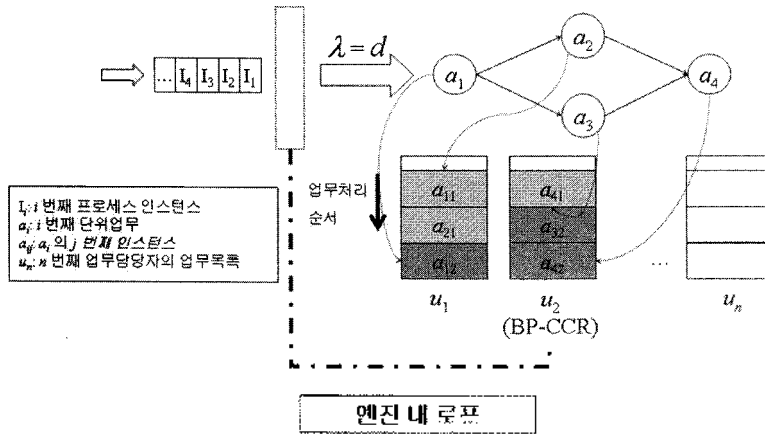 … I₄ I₃ I₂ I₁
λ = d
a₁
a₂
a₃
a₄
업무처리
순서
a₁₁
a₂₁
a₁₂
a₄₁
a₃₂
a₄₂
…
u₁
u₂
uₙ
(BP-CCR)
Iᵢ: i 번째 프로세스 인스턴스
aᵢ: i 번째 단위업무
aᵢⱼ: aᵢ 의 j 번째 인스턴스
uₙ: n 번째 업무담당자의 업무목록
엔진 내 로프